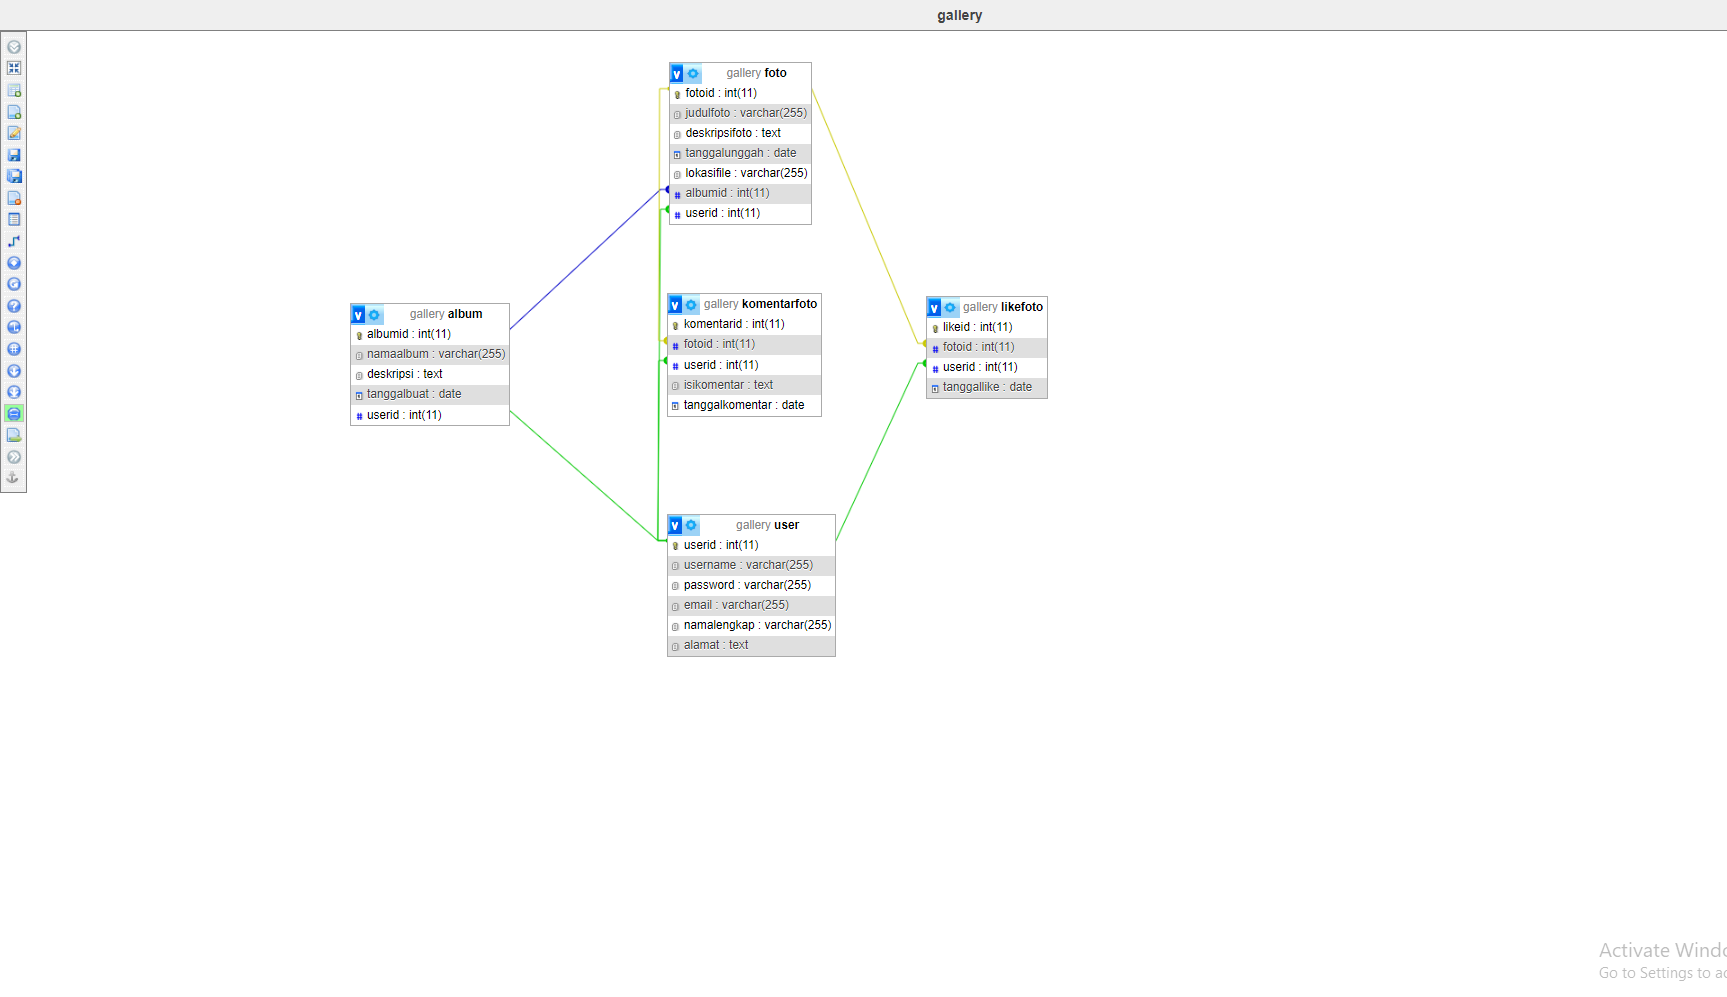 gallery
gallery foto
fotoid : int(11)
judulfoto : varchar(255)
deskripsifoto : text
tanggalunggah : date
lokasifile : varchar(255)
albumid : int(11)
userid : int(11)
gallery album
albumid : int(11)
namaalbum : varchar(255)
deskripsi : text
tanggalbuat : date
userid : int(11)
gallery komentarfoto
komentarid : int(11)
fotoid : int(11)
userid : int(11)
isikomentar : text
tanggalkomentar : date
gallery likefoto
likeid : int(11)
fotoid : int(11)
userid : int(11)
tanggallike : date
gallery user
userid : int(11)
username : varchar(255)
password : varchar(255)
email : varchar(255)
namalengkap : varchar(255)
alamat : text
Activate Windo
Go to Settings to ac